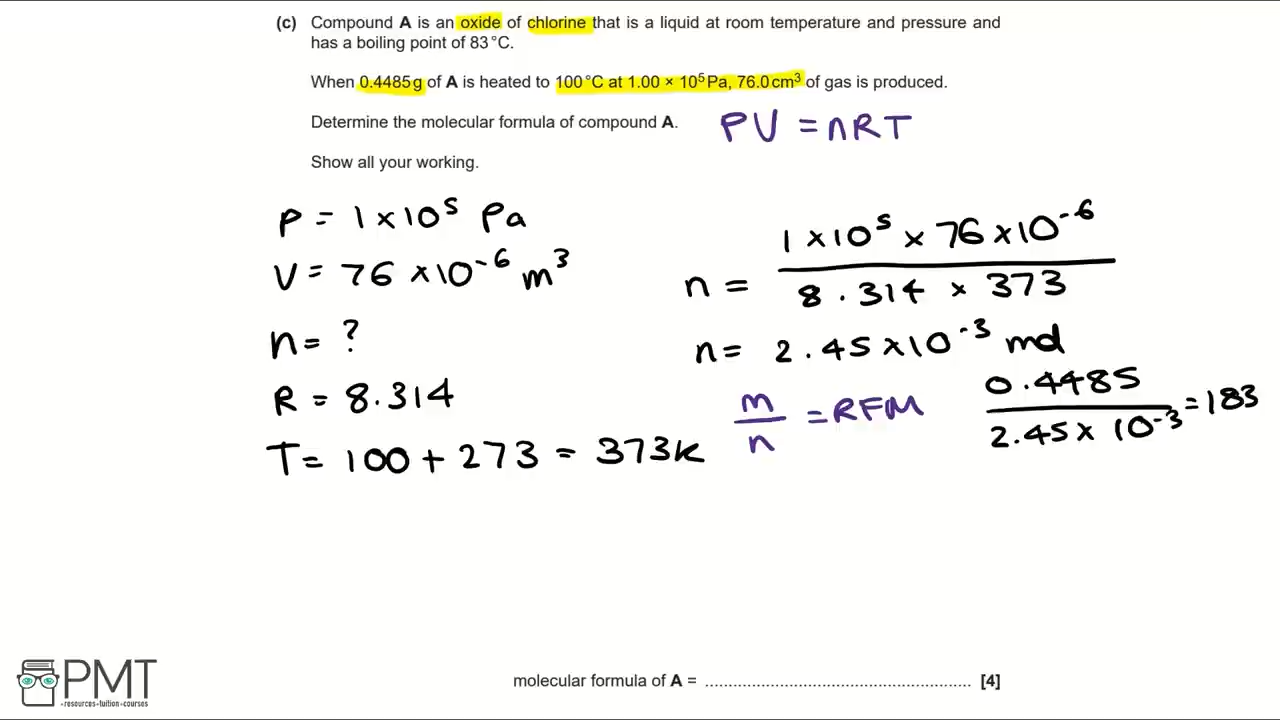 (c) Compound A is an oxide of chlorine that is a liquid at room temperature and pressure and
has a boiling point of 83 °C.
When 0.4485 g of A is heated to 100 °C at 1.00 × 10⁵ Pa, 76.0 cm³ of gas is produced.
Determine the molecular formula of compound A.
PV = nRT
Show all your working.
P = 1 × 10⁵ Pa
V = 76 × 10⁻⁶ m³
n = ?
R = 8.314
T = 100 + 273 = 373K
1 × 10⁵ × 76 × 10⁻⁶
n =
8.314 × 373
n = 2.45 × 10⁻³ mol
m
n
= RFM
0.4485
2.45 × 10⁻³
= 183
PMT
•resources•tuition•courses
molecular formula of A = ............................................................ [4]